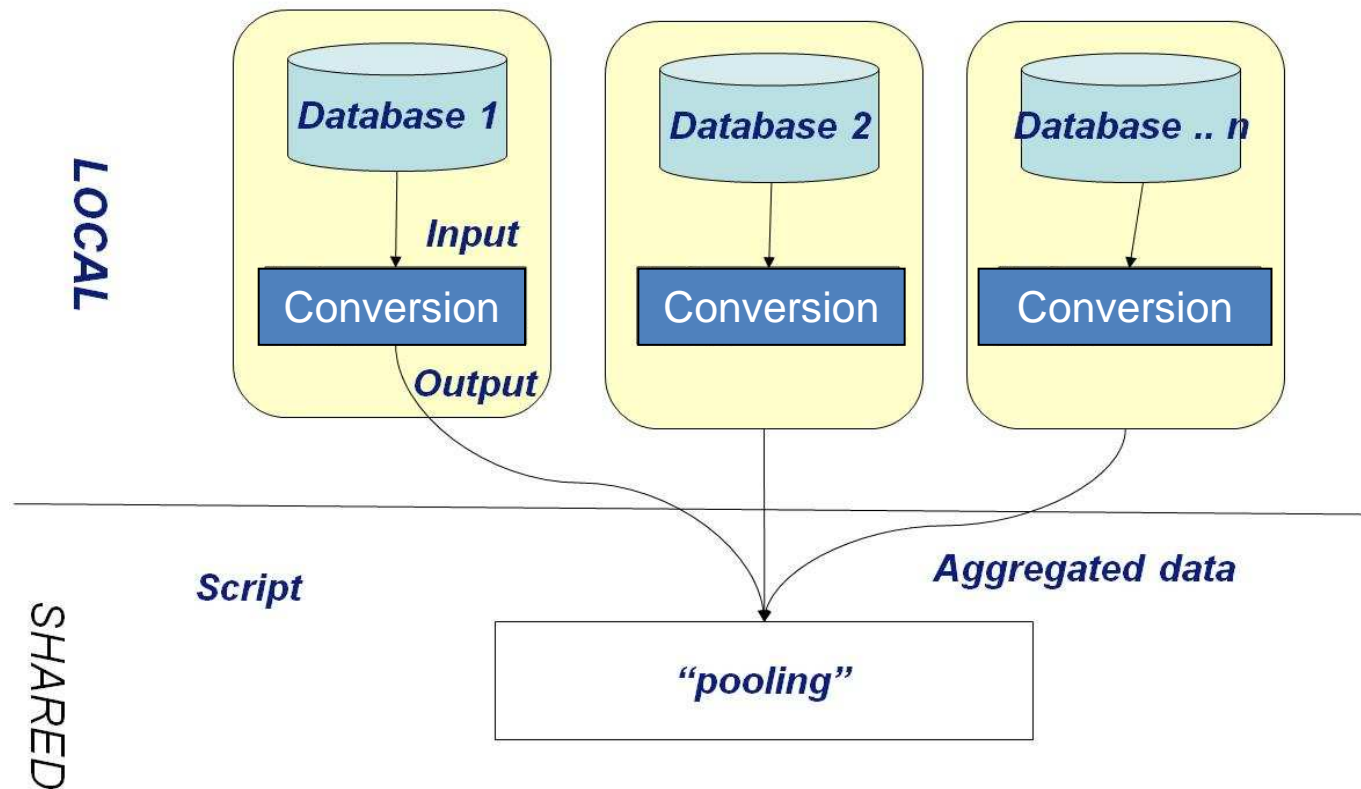 LOCAL
Database 1
Database 2
Database .. n
Input
Conversion
Conversion
Conversion
Output
Script
Aggregated data
SHARED
“pooling”